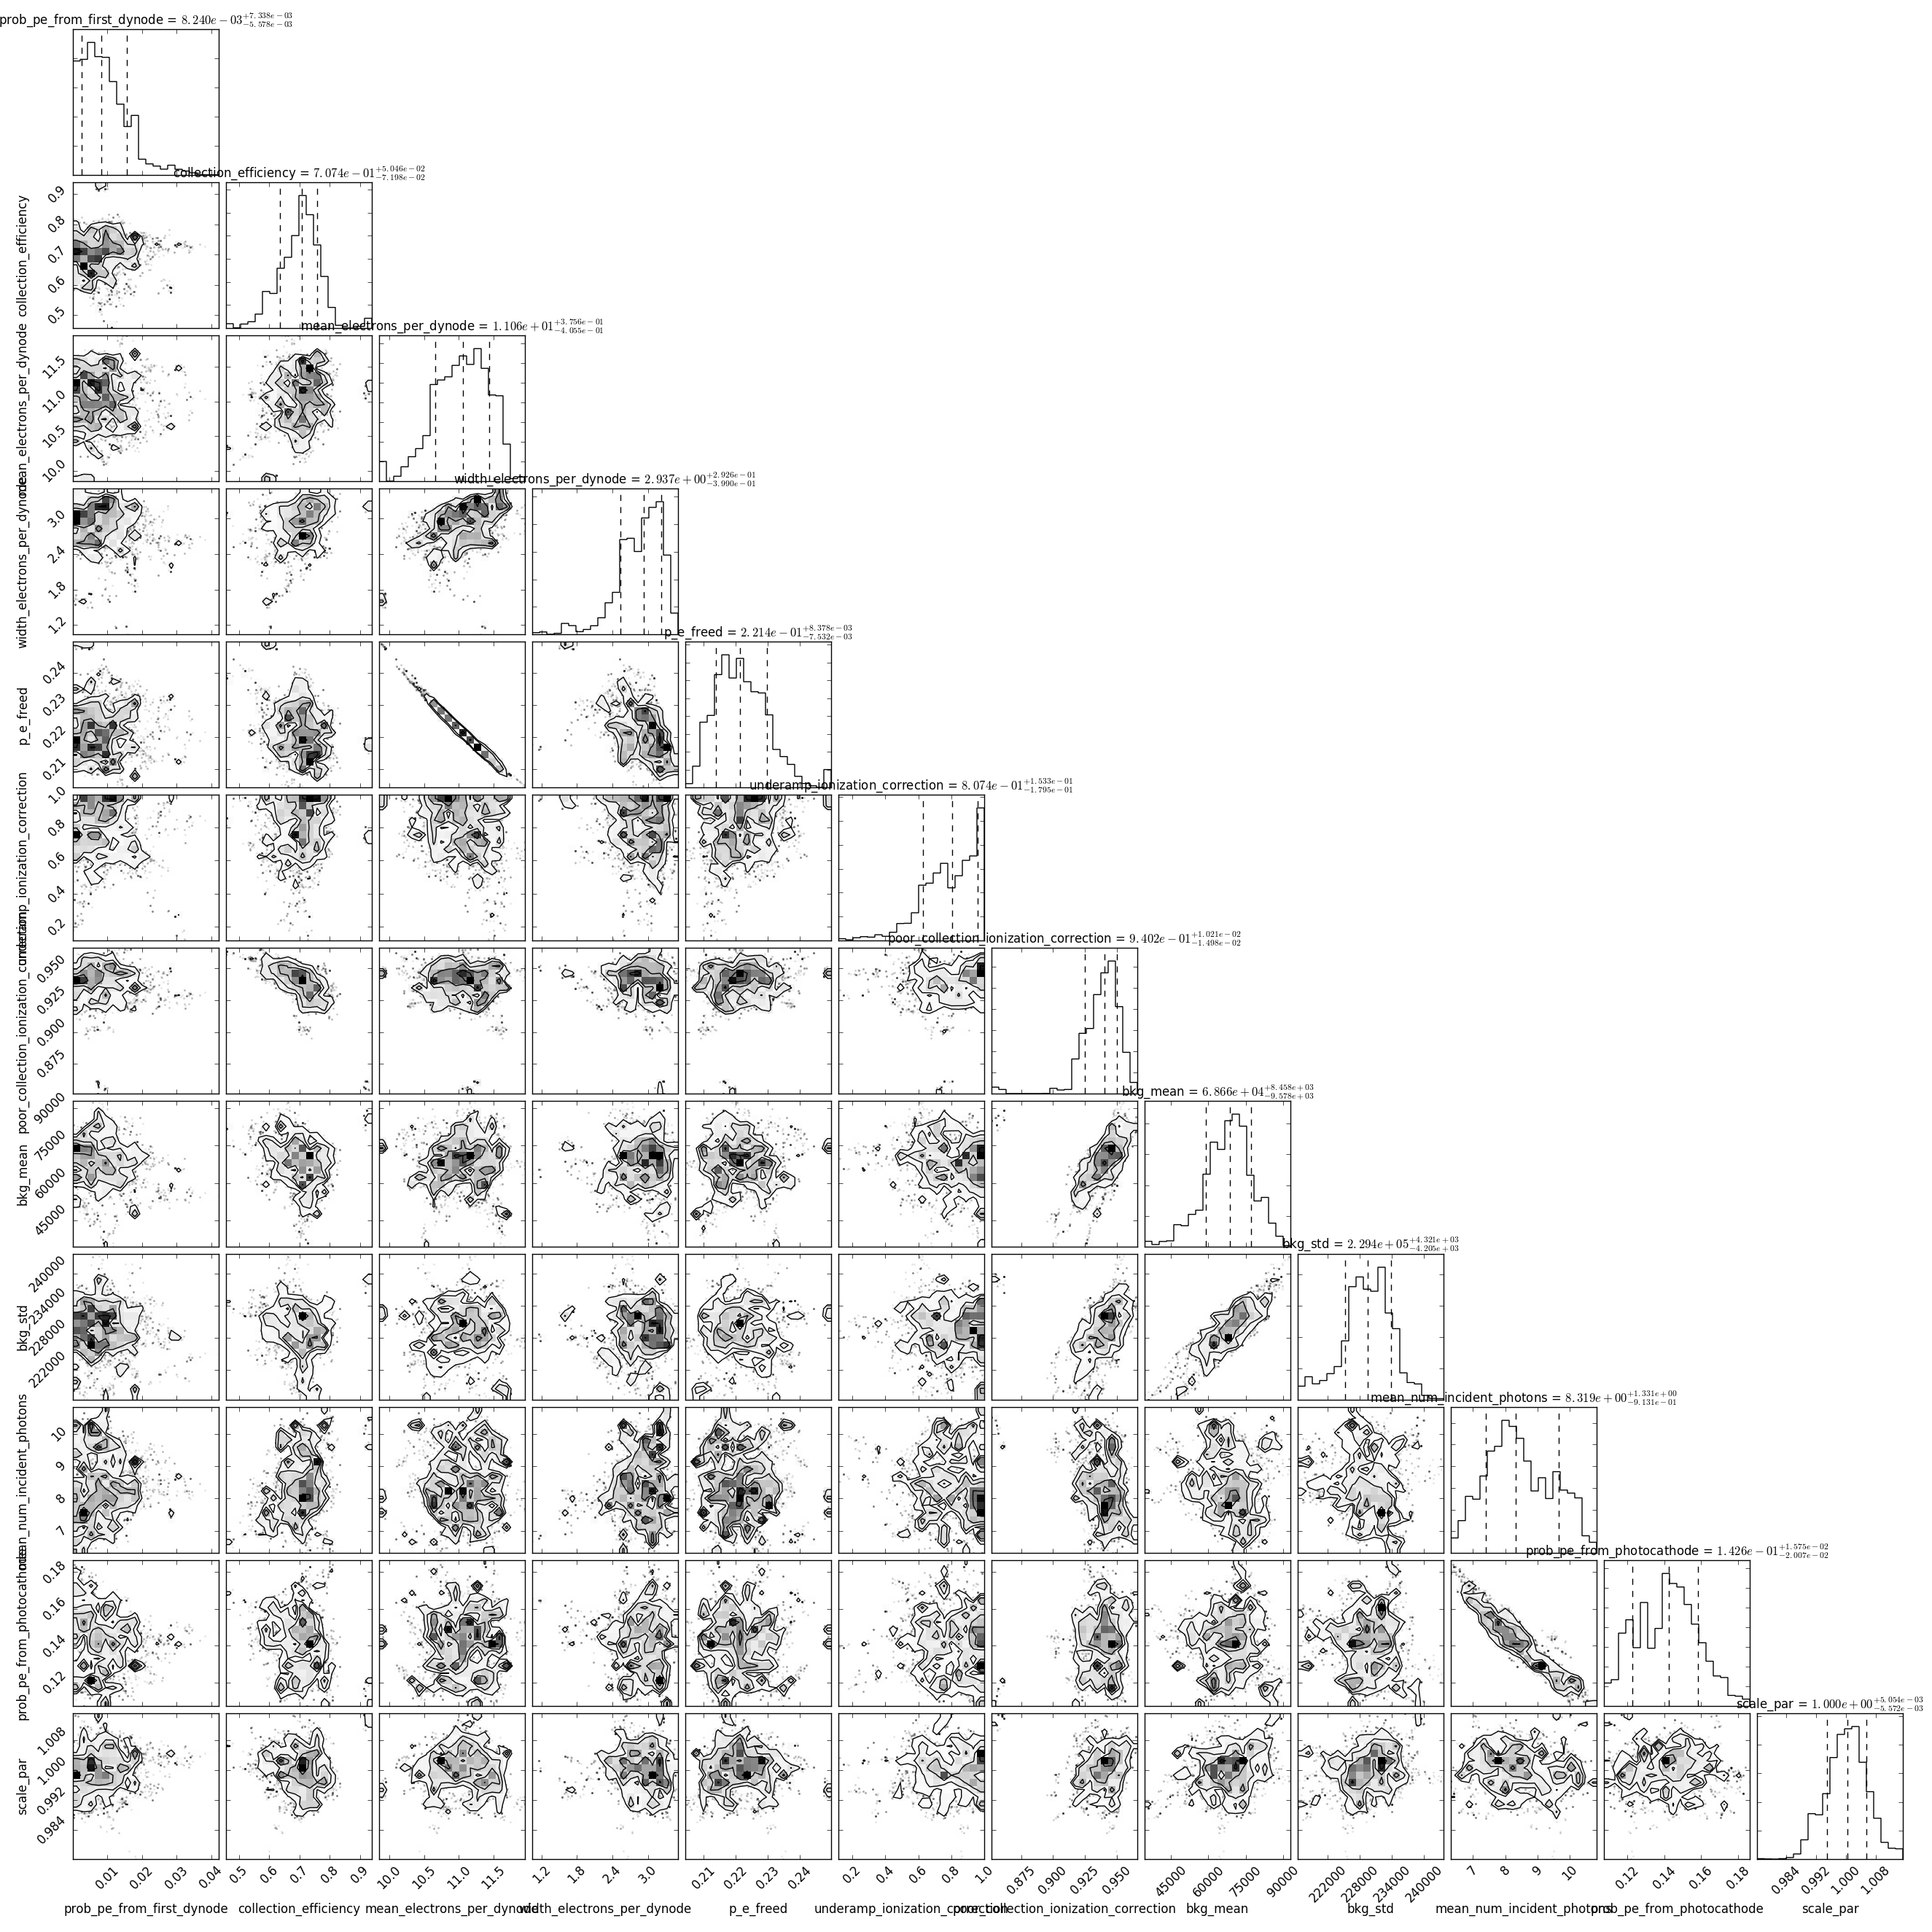 prob_pe_from_first_dynode = 8.240e−03 +7.338e−03 −5.578e−03
collection_efficiency = 7.074e−01 +5.046e−02 −7.198e−02
collection_efficiency
0.9
0.8
0.7
0.6
0.5
mean_electrons_per_dynode = 1.106e+01 +3.756e−01 −4.055e−01
mean_electrons_per_dynode
11.5
11.0
10.5
10.0
width_electrons_per_dynode = 2.937e+00 +2.926e−01 −3.990e−01
width_electrons_per_dynode
3.0
2.4
1.8
1.2
p_e_freed = 2.214e−01 +8.378e−03 −7.532e−03
p_e_freed
0.24
0.23
0.22
0.21
underamp_ionization_correction = 8.074e−01 +1.533e−01 −1.795e−01
underamp_ionization_correction
1.0
0.8
0.6
0.4
0.2
poor_collection_ionization_correction = 9.402e−01 +1.021e−02 −1.498e−02
poor_collection_ionization_correction
0.950
0.925
0.900
0.875
bkg_mean = 6.866e+04 +8.458e+03 −9.578e+03
bkg_mean
90000
75000
60000
45000
bkg_std = 2.294e+05 +4.321e+03 −4.205e+03
bkg_std
240000
234000
228000
222000
mean_num_incident_photons = 8.319e+00 +1.331e+00 −9.131e−01
mean_num_incident_photons
10
9
8
7
prob_pe_from_photocathode = 1.426e−01 +1.575e−02 −2.007e−02
prob_pe_from_photocathode
0.18
0.16
0.14
0.12
scale_par = 1.000e+00 +5.054e−03 −5.572e−03
scale_par
1.008
1.000
0.992
0.984
0.01 0.02 0.03 0.04 0.5 0.6 0.7 0.8 0.9 10.0 10.5 11.0 11.5 1.2 1.8 2.4 3.0 0.21 0.22 0.23 0.24 0.2 0.4 0.6 0.8 1.0 0.875 0.900 0.925 0.950 45000 60000 75000 90000 222000 228000 234000 240000 7 8 9 10 0.12 0.14 0.16 0.18 0.984 0.992 1.000 1.008
prob_pe_from_first_dynode collection_efficiency mean_electrons_per_dynode width_electrons_per_dynode p_e_freed underamp_ionization_correction poor_collection_ionization_correction bkg_mean bkg_std mean_num_incident_photons prob_pe_from_photocathode scale_par